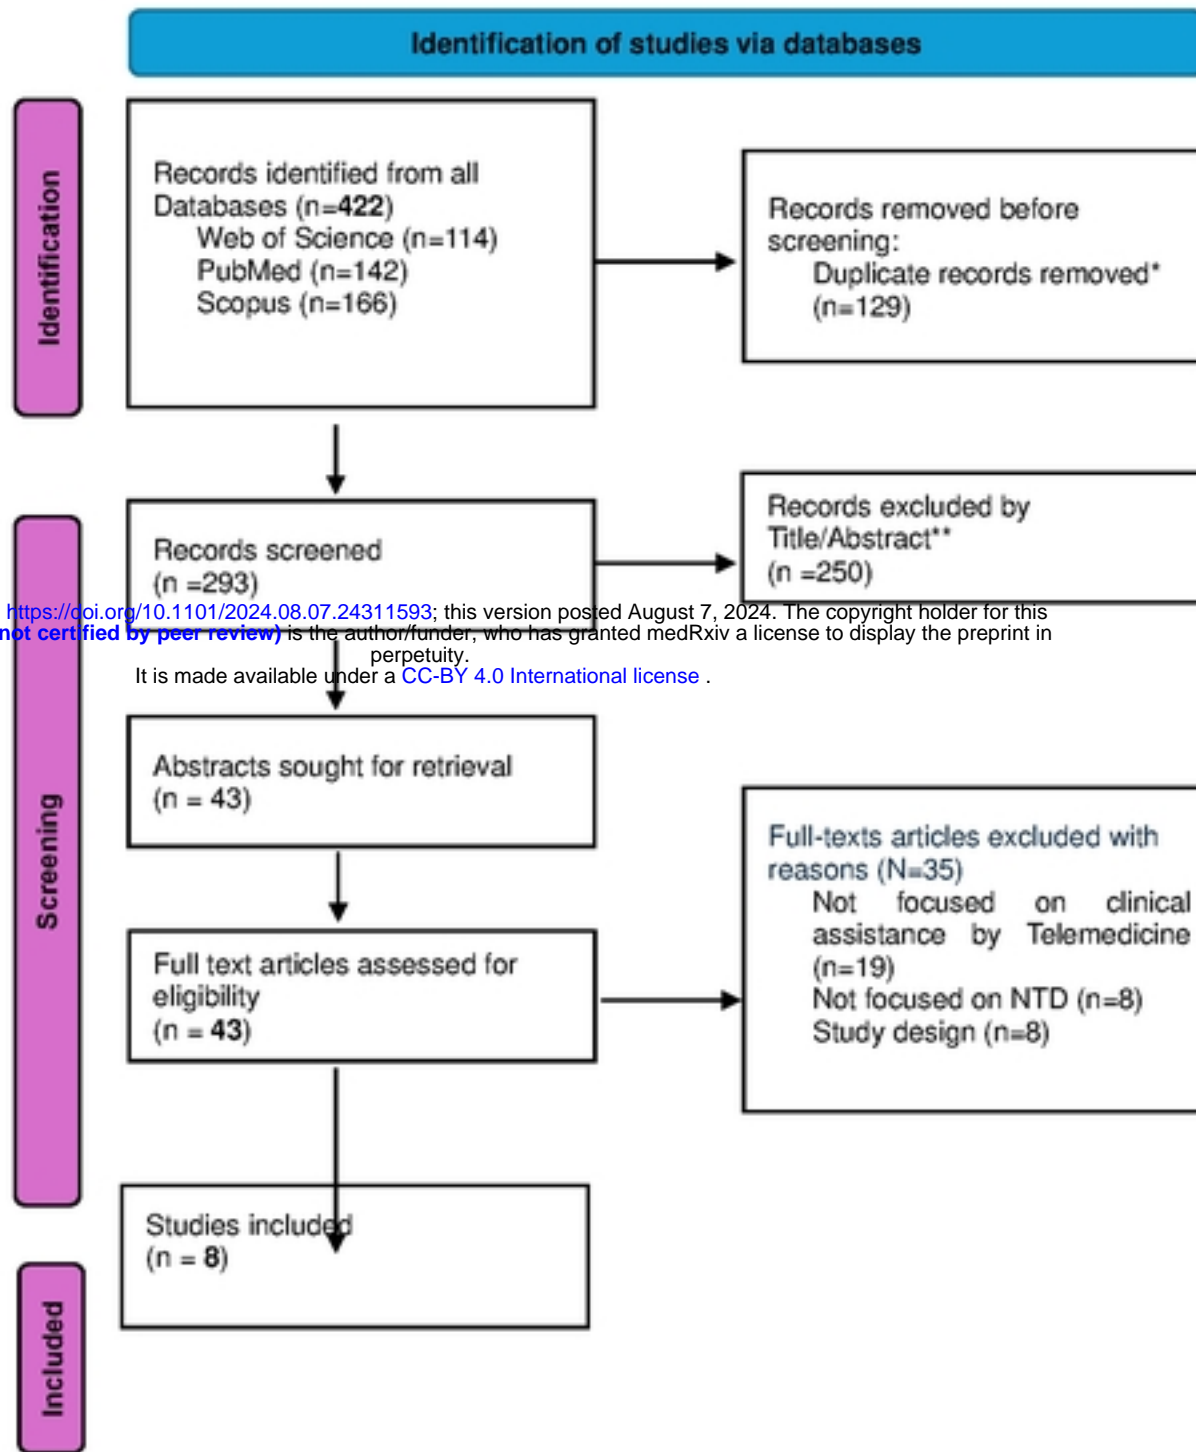 Identification of studies via databases
Identification
Records identified from all
Databases (n=422)
Web of Science (n=114)
PubMed (n=142)
Scopus (n=166)
Records removed before
screening:
Duplicate records removed*
(n=129)
Screening
Records screened
(n =293)
Records excluded by
Title/Abstract**
(n =250)
https://doi.org/10.1101/2024.08.07.24311593; this version posted August 7, 2024. The copyright holder for this
not certified by peer review) is the author/funder, who has granted medRxiv a license to display the preprint in
perpetuity.
It is made available under a CC-BY 4.0 International license .
Abstracts sought for retrieval
(n = 43)
Full text articles assessed for
eligibility
(n = 43)
Full-texts articles excluded with
reasons (N=35)
Not focused on clinical
assistance by Telemedicine
(n=19)
Not focused on NTD (n=8)
Study design (n=8)
Included
Studies included
(n = 8)